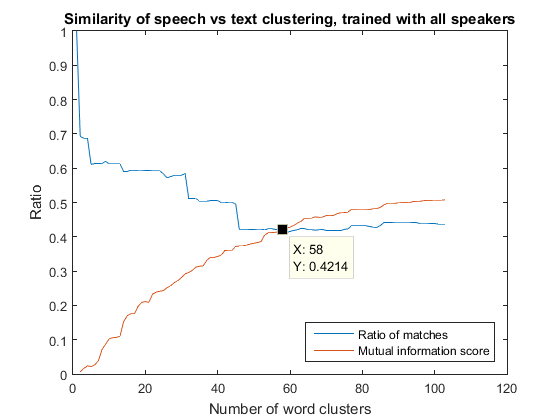 Similarity of speech vs text clustering, trained with all speakers
1
0.9
0.8
0.7
0.6
0.5
0.4
0.3
0.2
0.1
0
Ratio
X: 58
Y: 0.4214
Ratio of matches
Mutual information score
0 20 40 60 80 100 120
Number of word clusters